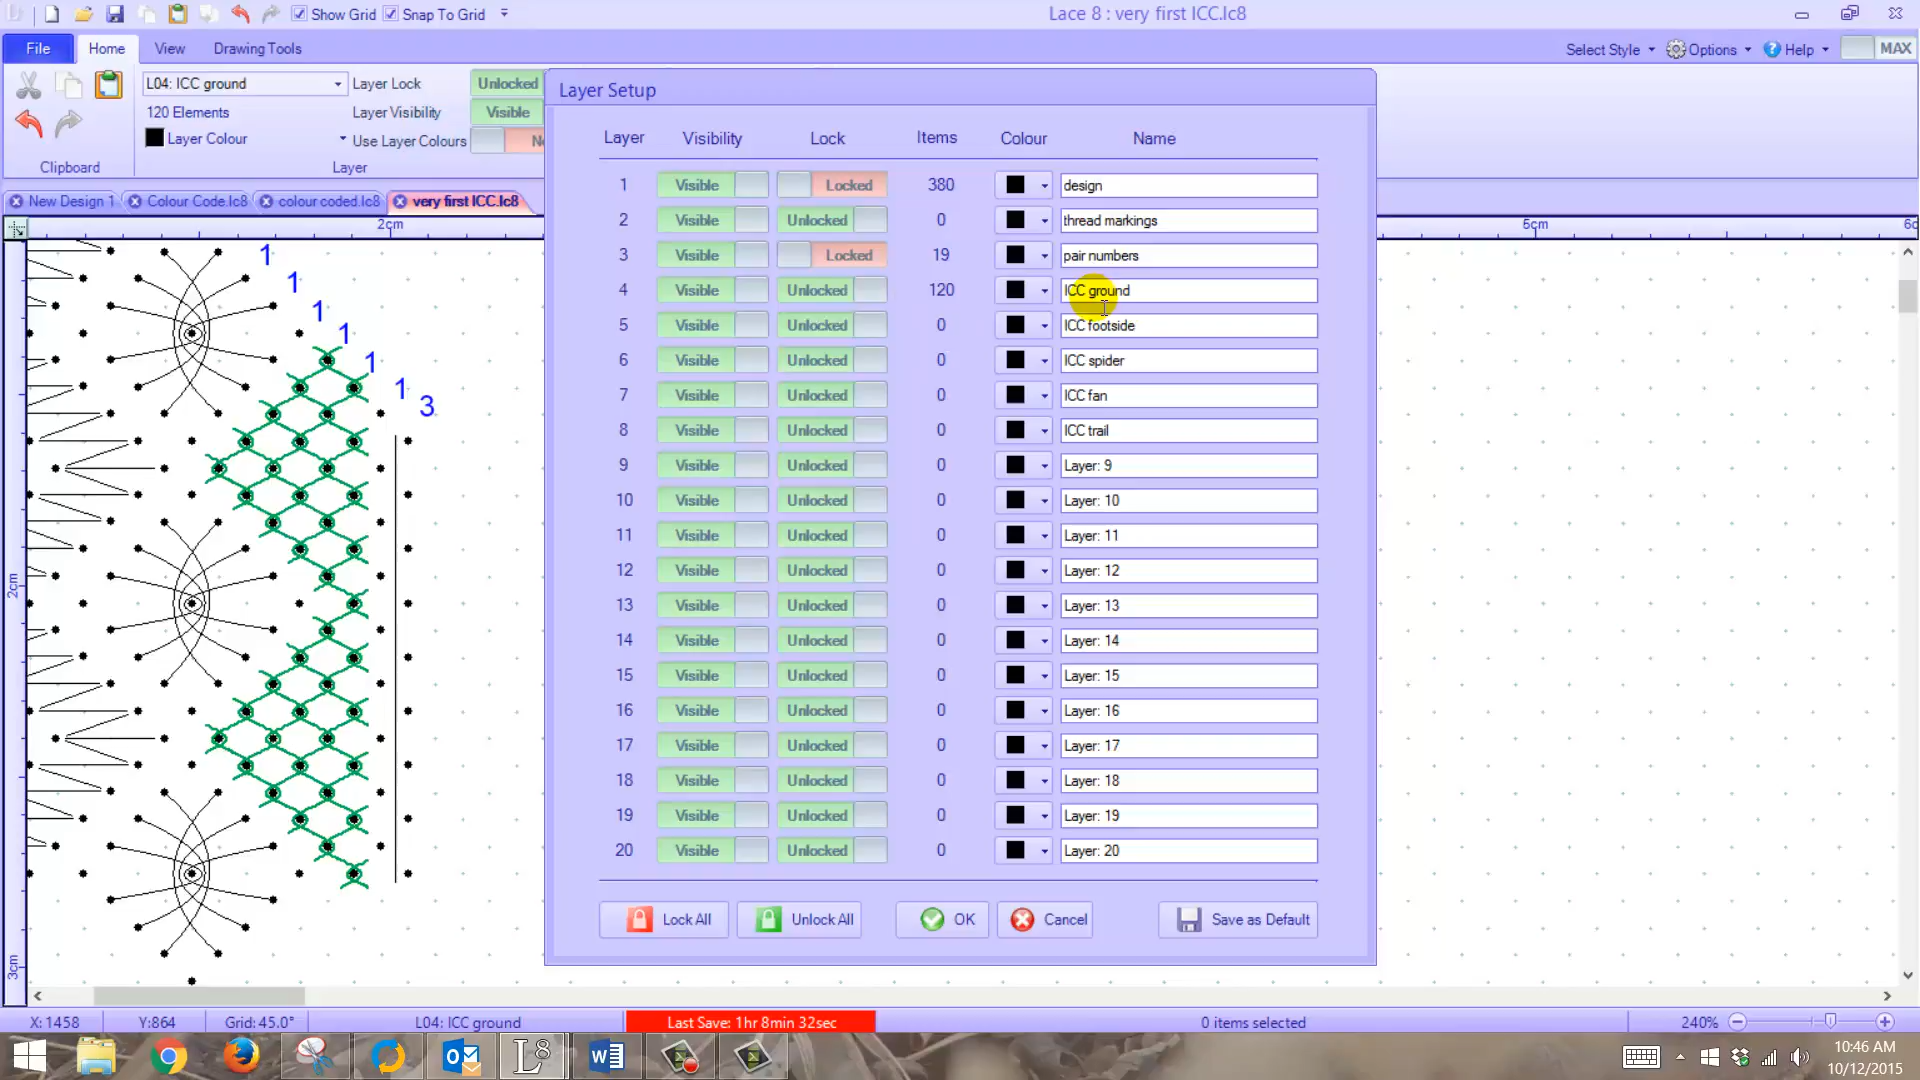 Show Grid Snap To Grid Lace 8 : very first ICC.lc8
File Home View Drawing Tools Select Style Options Help MAX
L04: ICC ground Layer Lock Unlocked
120 Elements Layer Visibility Visible
Layer Colour Use Layer Colours
Clipboard Layer
New Design 1 Colour Code.lc8 colour coded.lc8 very first ICC.lc8
2cm 5cm
Layer Setup
Layer Visibility Lock Items Colour Name
1 Visible Locked 380 design
2 Visible Unlocked 0 thread markings
3 Visible Locked 19 pair numbers
4 Visible Unlocked 120 ICC ground
5 Visible Unlocked 0 ICC footside
6 Visible Unlocked 0 ICC spider
7 Visible Unlocked 0 ICC fan
8 Visible Unlocked 0 ICC trail
9 Visible Unlocked 0 Layer: 9
10 Visible Unlocked 0 Layer: 10
11 Visible Unlocked 0 Layer: 11
12 Visible Unlocked 0 Layer: 12
13 Visible Unlocked 0 Layer: 13
14 Visible Unlocked 0 Layer: 14
15 Visible Unlocked 0 Layer: 15
16 Visible Unlocked 0 Layer: 16
17 Visible Unlocked 0 Layer: 17
18 Visible Unlocked 0 Layer: 18
19 Visible Unlocked 0 Layer: 19
20 Visible Unlocked 0 Layer: 20
Lock All Unlock All OK Cancel Save as Default
1
1
1
1
1
1
3
2cm
3cm
X: 1458 Y:864 Grid: 45.0° L04: ICC ground Last Save: 1hr 8min 32sec 0 items selected 240%
L8
10:46 AM
10/12/2015